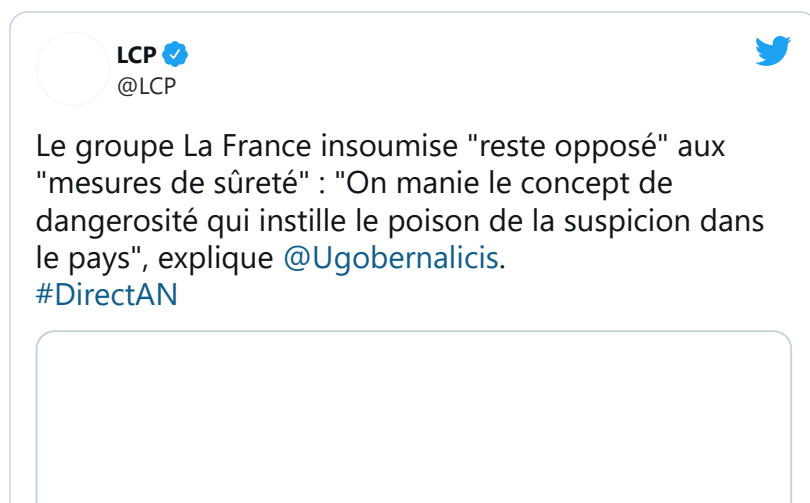 LCP
@LCP
Le groupe La France insoumise "reste opposé" aux
"mesures de sûreté" : "On manie le concept de
dangerosité qui instille le poison de la suspicion dans
le pays", explique @Ugobernalicis.
#DirectAN